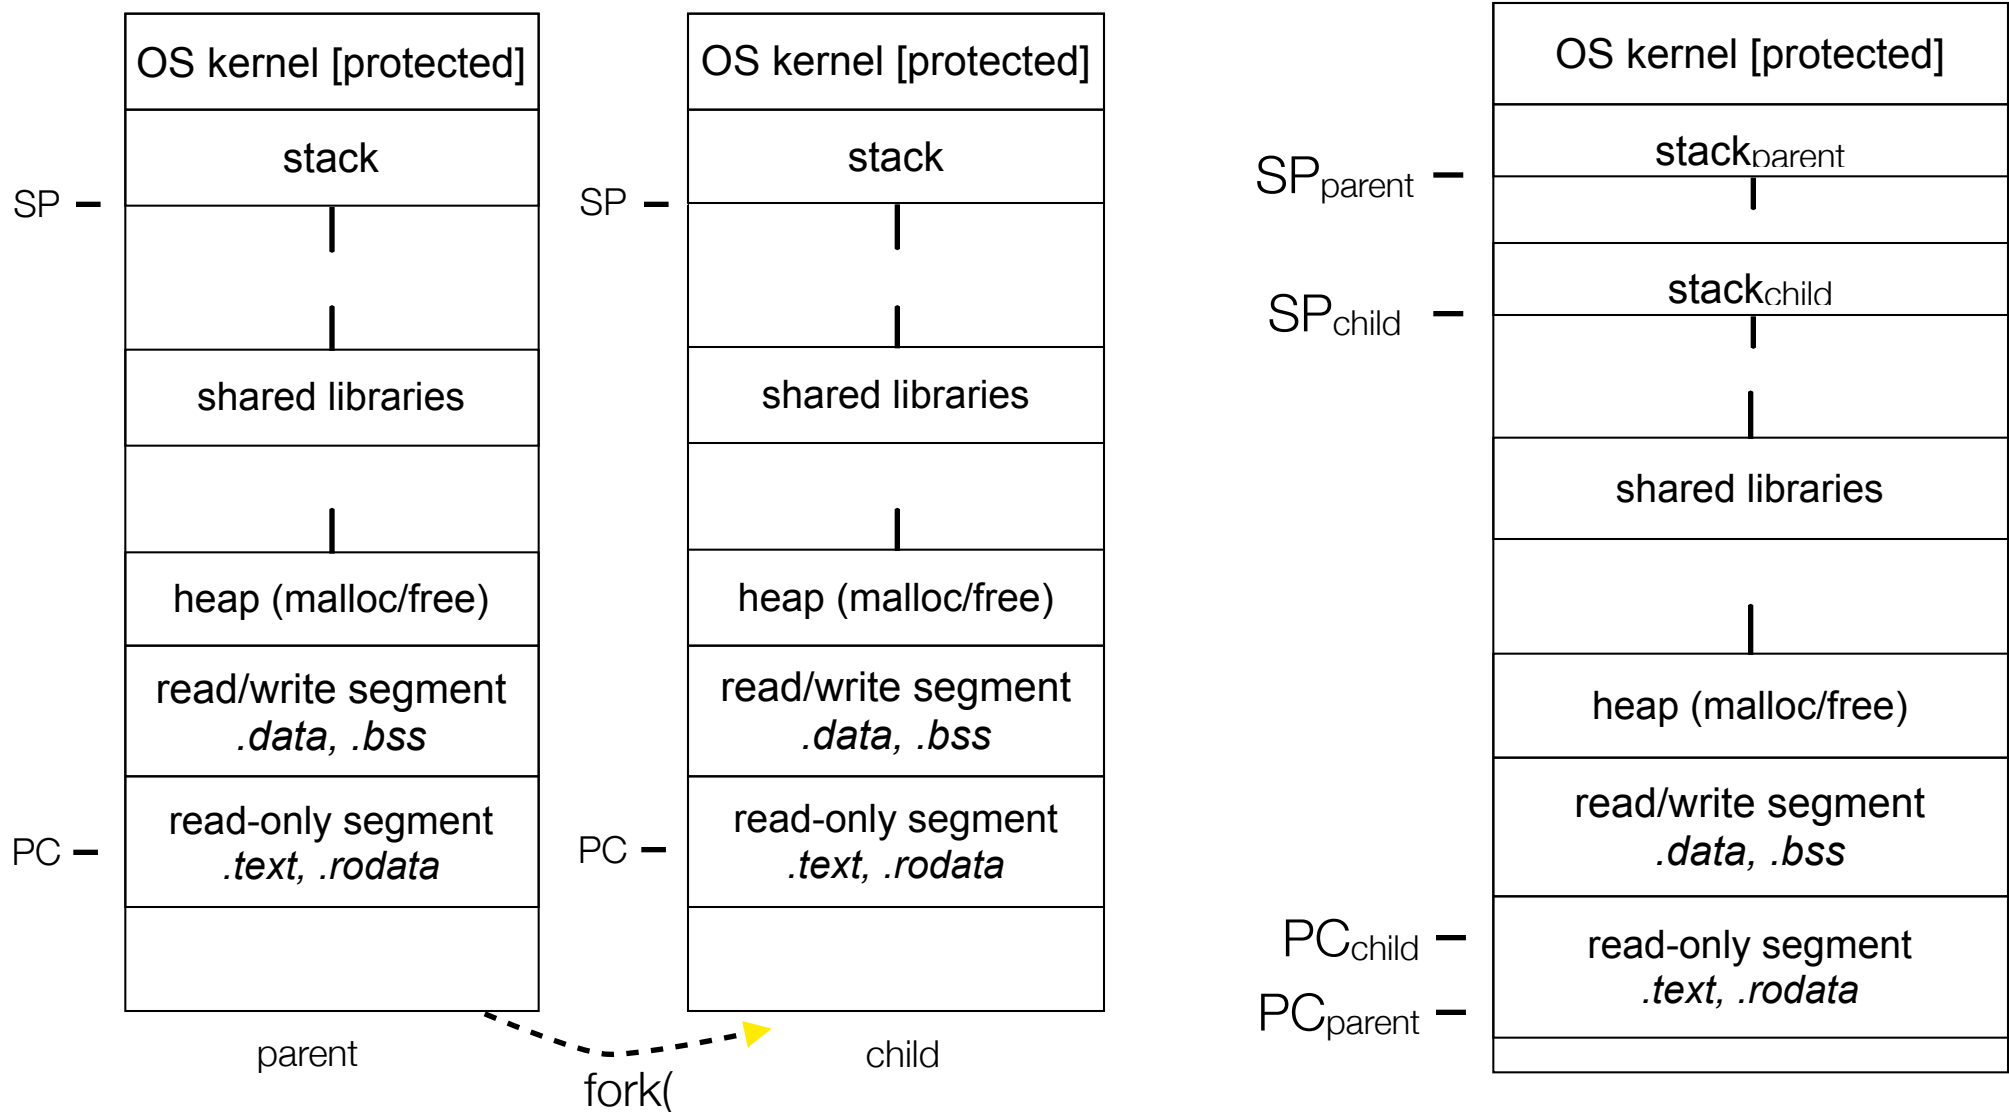 OS kernel [protected]
stack
SP
shared libraries
heap (malloc/free)
read/write segment
.data, .bss
read-only segment
.text, .rodata
PC
parent
OS kernel [protected]
stack
SP
shared libraries
heap (malloc/free)
read/write segment
.data, .bss
read-only segment
.text, .rodata
PC
child
fork(
OS kernel [protected]
stackparent
SPparent
stackchild
SPchild
shared libraries
heap (malloc/free)
read/write segment
.data, .bss
PCchild
read-only segment
.text, .rodata
PCparent